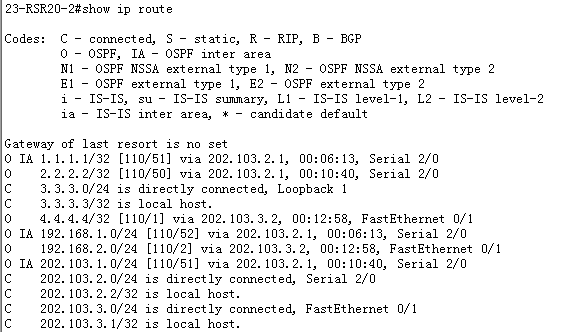 23-RSR20-2#show ip route
Codes:  C - connected, S - static, R - RIP, B - BGP
O - OSPF, IA - OSPF inter area
N1 - OSPF NSSA external type 1, N2 - OSPF NSSA external type 2
E1 - OSPF external type 1, E2 - OSPF external type 2
i - IS-IS, su - IS-IS summary, L1 - IS-IS level-1, L2 - IS-IS level-2
ia - IS-IS inter area, * - candidate default
Gateway of last resort is no set
O IA 1.1.1.1/32 [110/51] via 202.103.2.1, 00:06:13, Serial 2/0
O    2.2.2.2/32 [110/50] via 202.103.2.1, 00:10:40, Serial 2/0
C    3.3.3.0/24 is directly connected, Loopback 1
C    3.3.3.3/32 is local host.
O    4.4.4.4/32 [110/1] via 202.103.3.2, 00:12:58, FastEthernet 0/1
O IA 192.168.1.0/24 [110/52] via 202.103.2.1, 00:06:13, Serial 2/0
O    192.168.2.0/24 [110/2] via 202.103.3.2, 00:12:58, FastEthernet 0/1
O IA 202.103.1.0/24 [110/51] via 202.103.2.1, 00:10:40, Serial 2/0
C    202.103.2.0/24 is directly connected, Serial 2/0
C    202.103.2.2/32 is local host.
C    202.103.3.0/24 is directly connected, FastEthernet 0/1
C    202.103.3.1/32 is local host.